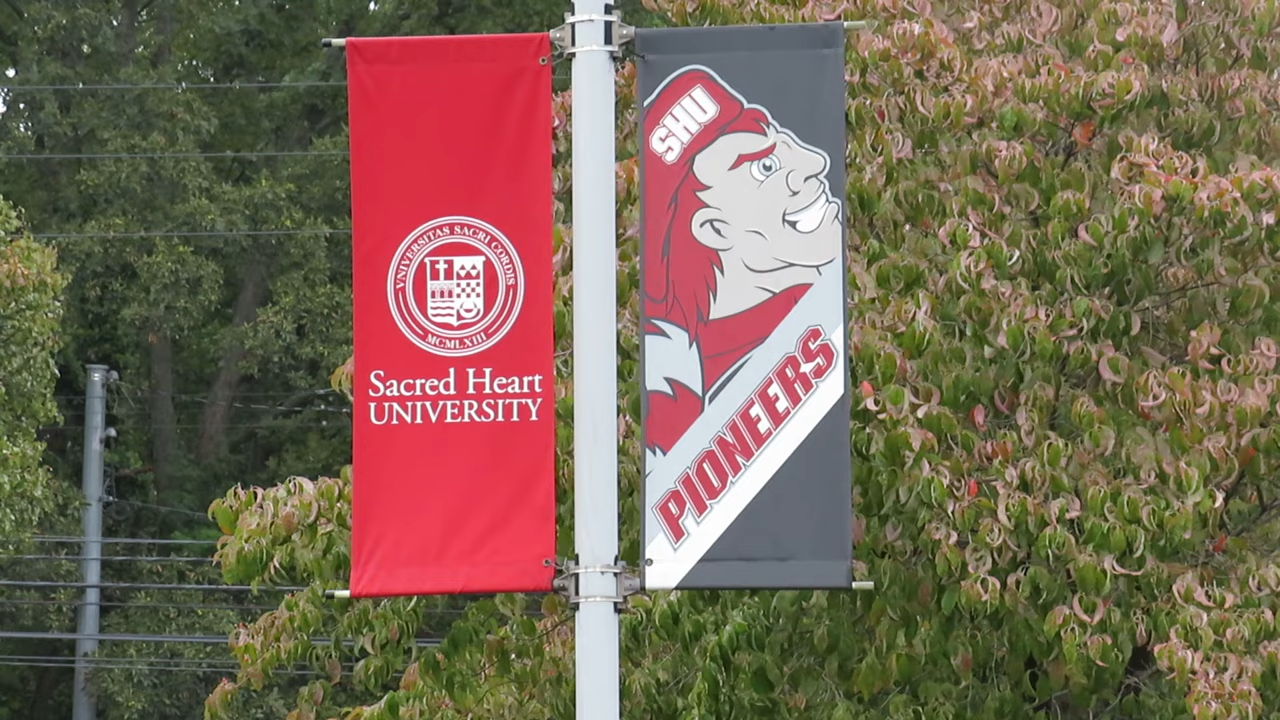 VNIVERSITAS SACRI CORDIS
MCMLXIII
Sacred Heart
UNIVERSITY
SHU
PIONEERS